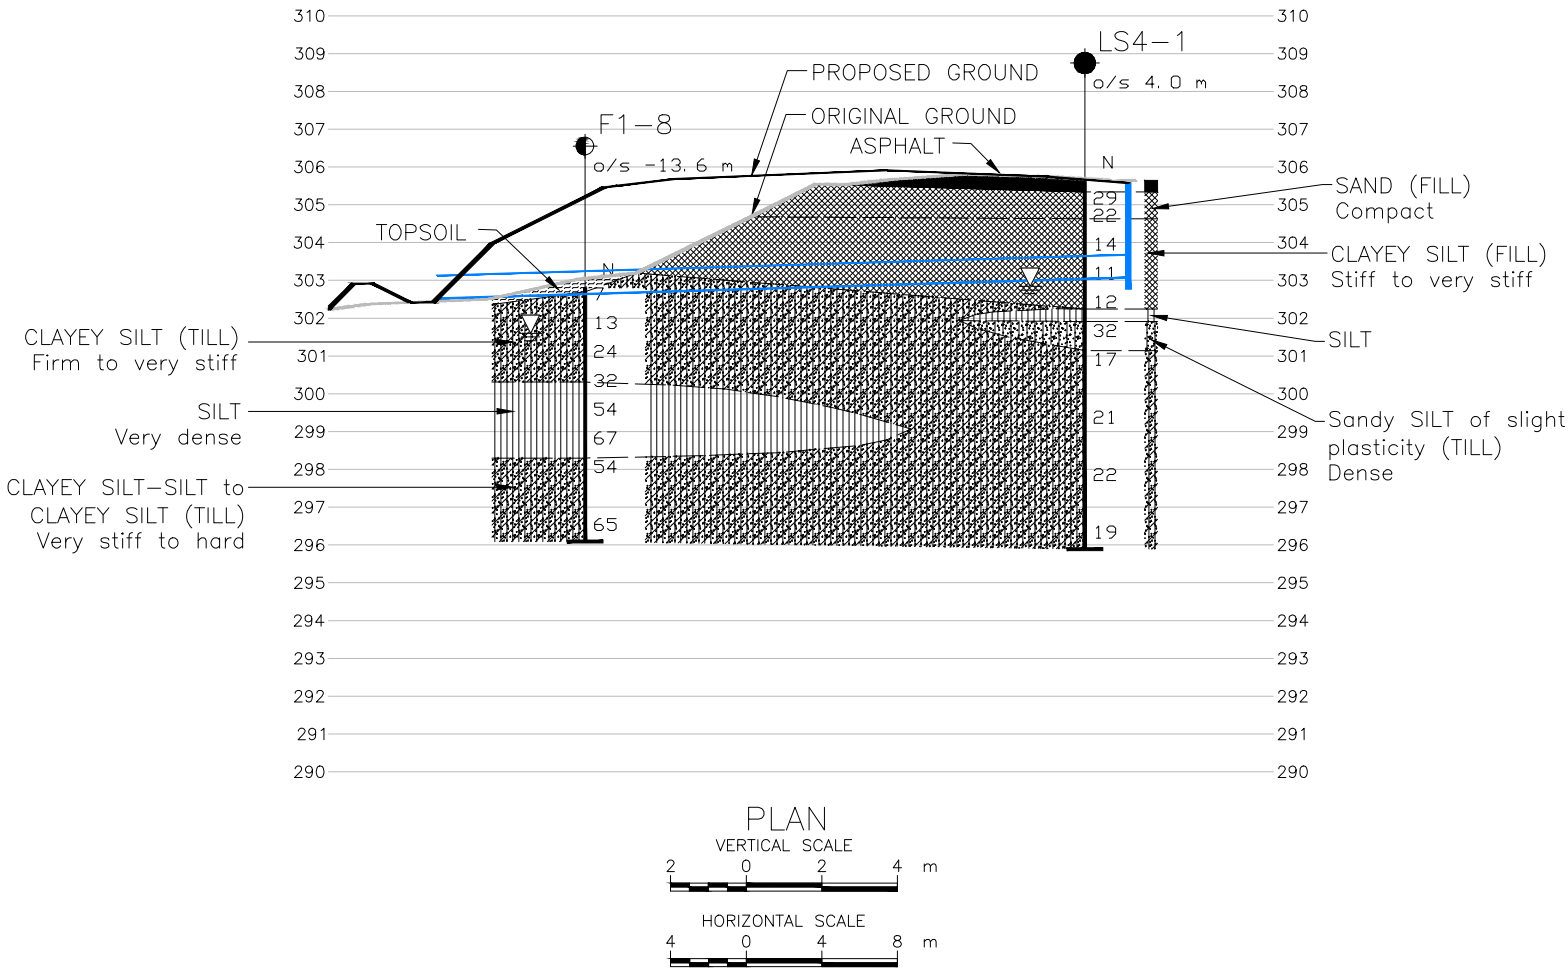 310
310
309
309
308
308
307
307
306
306
305
305
304
304
303
303
302
302
301
301
300
300
299
299
298
298
297
297
296
296
295
295
294
294
293
293
292
292
291
291
290
290
LS4-1
o/s 4.0 m
PROPOSED GROUND
ORIGINAL GROUND
ASPHALT
F1-8
o/s -13.6 m
TOPSOIL
N
7
13
24
32
54
67
54
65
N
29
22
14
11
12
32
17
21
22
19
SAND (FILL)
Compact
CLAYEY SILT (FILL)
Stiff to very stiff
SILT
Sandy SILT of slight
plasticity (TILL)
Dense
CLAYEY SILT (TILL)
Firm to very stiff
SILT
Very dense
CLAYEY SILT-SILT to
CLAYEY SILT (TILL)
Very stiff to hard
PLAN
VERTICAL SCALE
2 0 2 4 m
HORIZONTAL SCALE
4 0 4 8 m